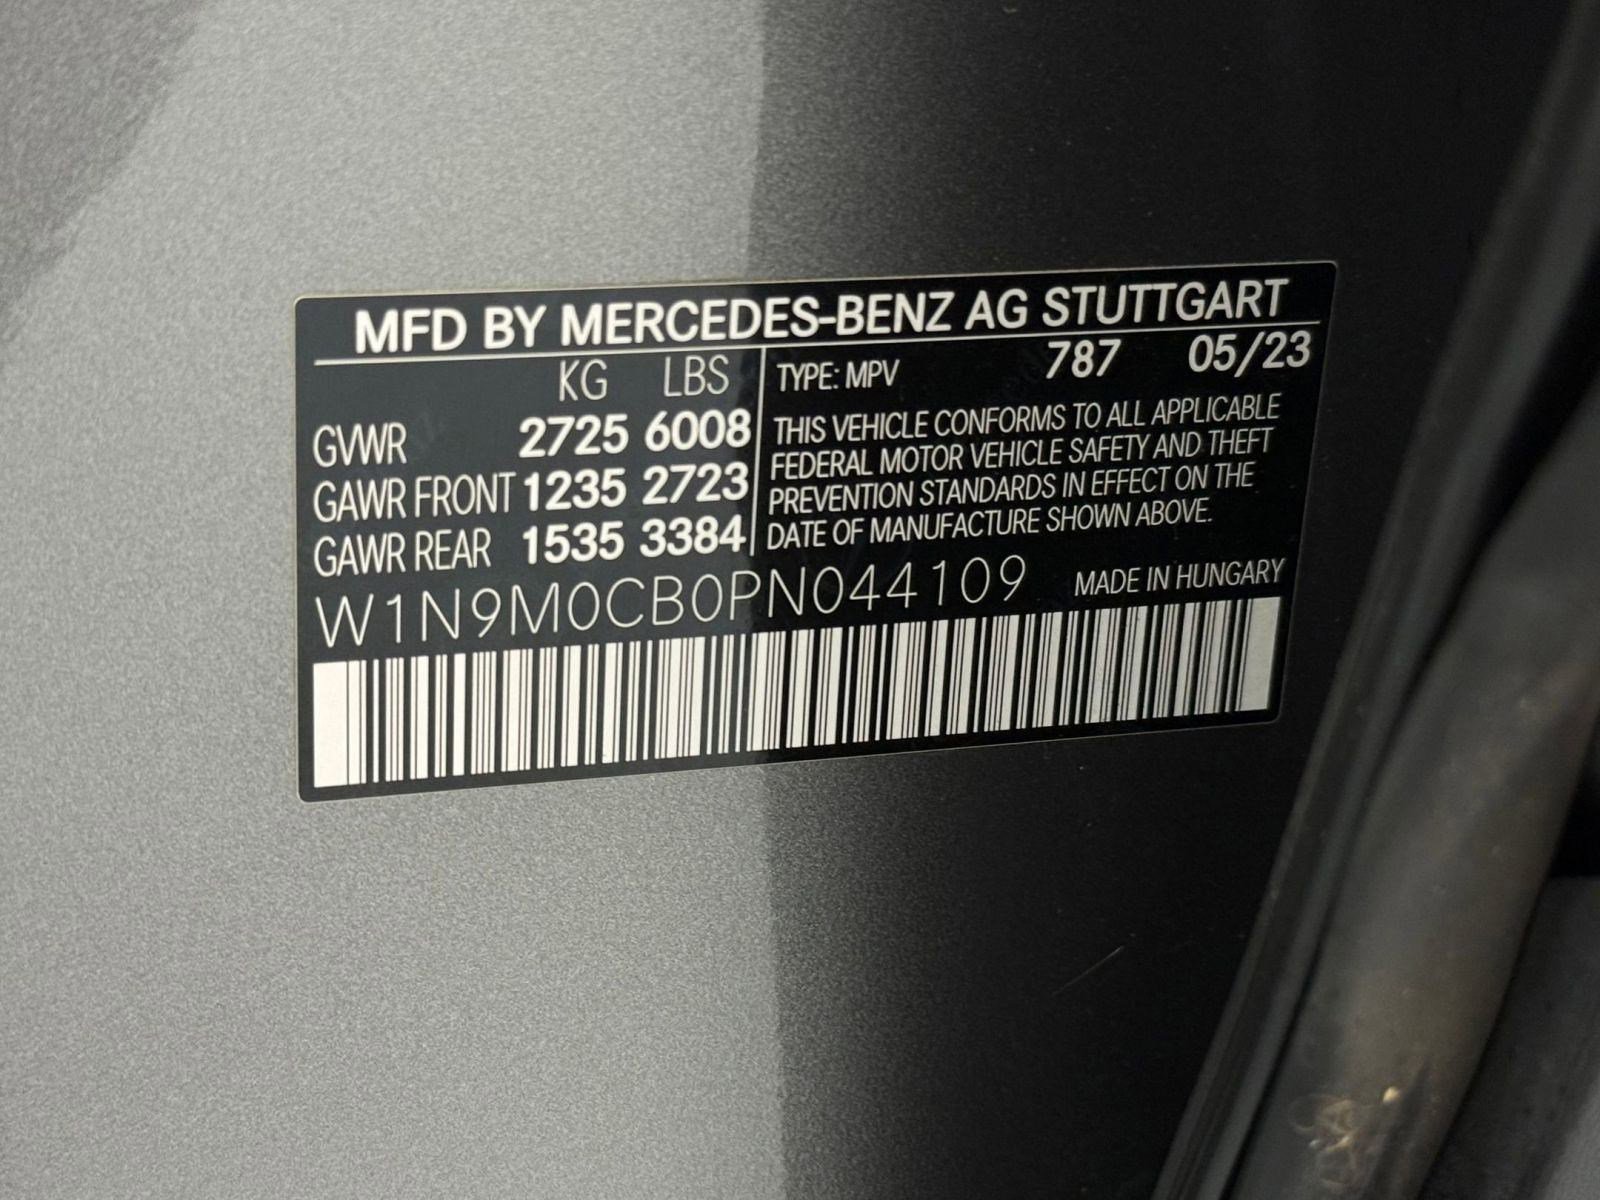 MFD BY MERCEDES-BENZ AG STUTTGART
KG LBS
GVWR 2725 6008
GAWR FRONT 1235 2723
GAWR REAR 1535 3384
TYPE: MPV 787 05/23
THIS VEHICLE CONFORMS TO ALL APPLICABLE
FEDERAL MOTOR VEHICLE SAFETY AND THEFT
PREVENTION STANDARDS IN EFFECT ON THE
DATE OF MANUFACTURE SHOWN ABOVE.
W1N9M0CB0PN044109 MADE IN HUNGARY